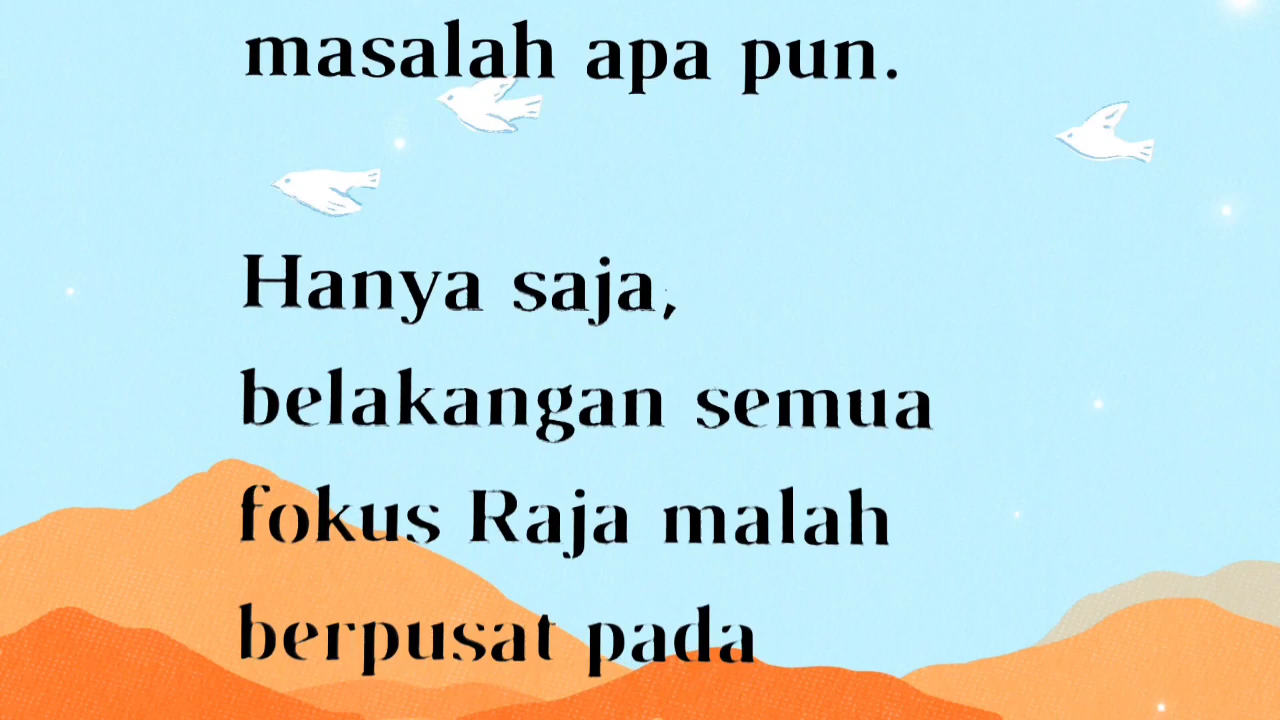 masalah apa pun.
Hanya saja,
belakangan semua
fokus Raja malah
berpusat pada